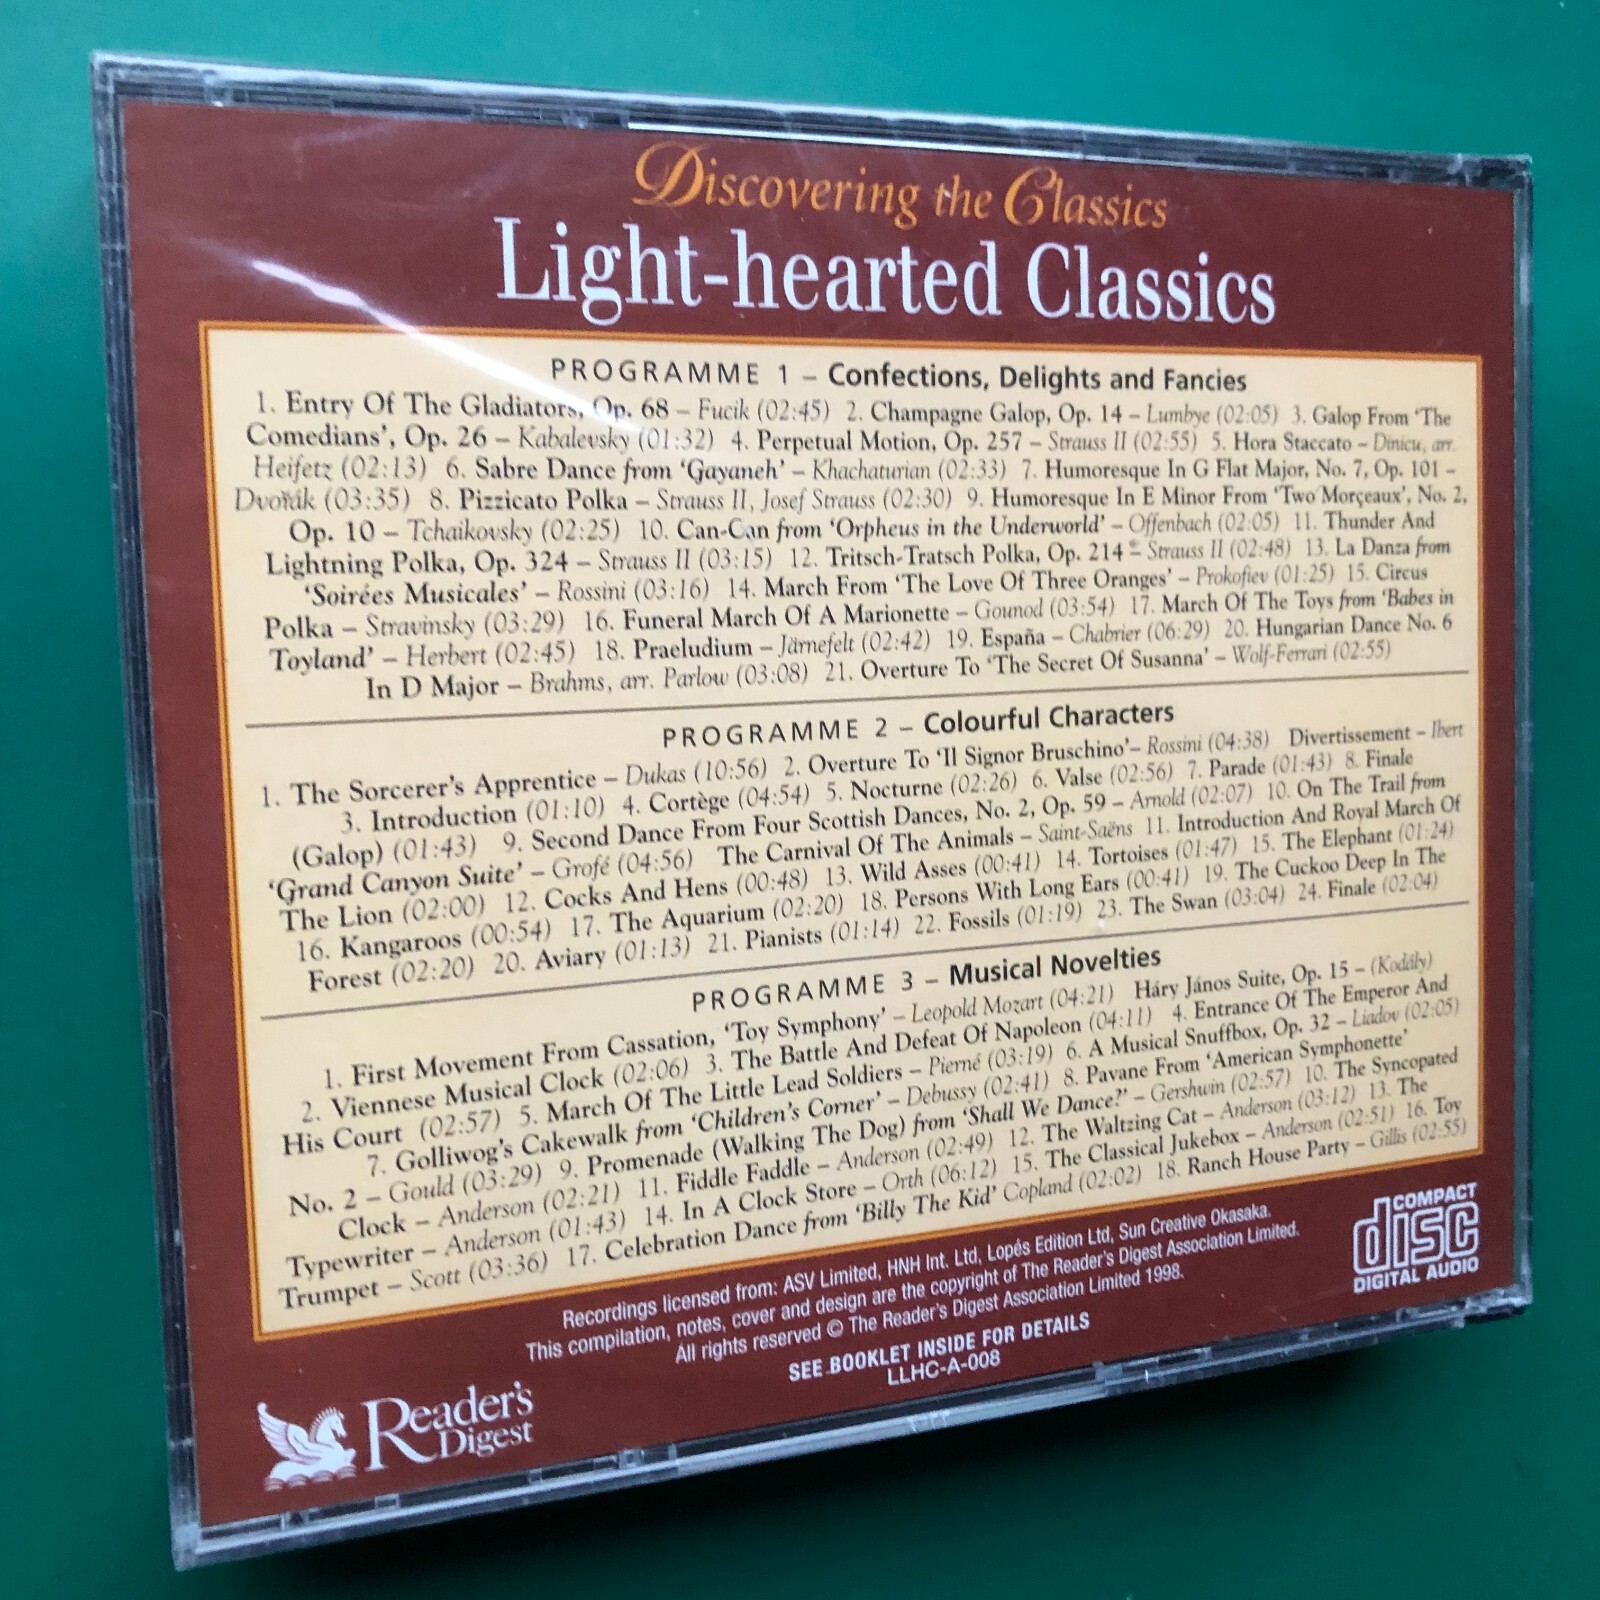 Discovering the Classics
Light-hearted Classics
PROGRAMME 1 – Confections, Delights and Fancies
1. Entry Of The Gladiators, Op. 68 – Fucik (02:45) 2. Champagne Galop, Op. 14 – Lumbye (02:05) 3. Galop From 'The
Comedians', Op. 26 – Kabalevsky (01:32) 4. Perpetual Motion, Op. 257 – Strauss II (02:55) 5. Hora Staccato – Dinicu, arr.
Heifetz (02:13) 6. Sabre Dance from 'Gayaneh' – Khachaturian (02:33) 7. Humoresque In G Flat Major, No. 7, Op. 101 –
Dvořák (03:35) 8. Pizzicato Polka – Strauss II, Josef Strauss (02:30) 9. Humoresque In E Minor From 'Two Morçeaux', No. 2,
Op. 10 – Tchaikovsky (02:25) 10. Can-Can from 'Orpheus in the Underworld' – Offenbach (02:05) 11. Thunder And
Lightning Polka, Op. 324 – Strauss II (03:15) 12. Tritsch-Tratsch Polka, Op. 214 – Strauss II (02:48) 13. La Danza from
'Soirées Musicales' – Rossini (03:16) 14. March From 'The Love Of Three Oranges' – Prokofiev (01:25) 15. Circus
Polka – Stravinsky (03:29) 16. Funeral March Of A Marionette – Gounod (03:54) 17. March Of The Toys from 'Babes in
Toyland' – Herbert (02:45) 18. Praeludium – Järnefelt (02:42) 19. España – Chabrier (06:29) 20. Hungarian Dance No. 6
In D Major – Brahms, arr. Parlow (03:08) 21. Overture To 'The Secret Of Susanna' – Wolf-Ferrari (02:55)
PROGRAMME 2 – Colourful Characters
1. The Sorcerer's Apprentice – Dukas (10:56) 2. Overture To 'Il Signor Bruschino'– Rossini (04:38) Divertissement – Ibert
3. Introduction (01:10) 4. Cortège (04:54) 5. Nocturne (02:26) 6. Valse (02:56) 7. Parade (01:43) 8. Finale
(Galop) (01:43) 9. Second Dance From Four Scottish Dances, No. 2, Op. 59 – Arnold (02:07) 10. On The Trail from
'Grand Canyon Suite' – Grofé (04:56) The Carnival Of The Animals – Saint-Saëns 11. Introduction And Royal March Of
The Lion (02:00) 12. Cocks And Hens (00:48) 13. Wild Asses (00:41) 14. Tortoises (01:47) 15. The Elephant (01:24)
16. Kangaroos (00:54) 17. The Aquarium (02:20) 18. Persons With Long Ears (00:41) 19. The Cuckoo Deep In The
Forest (02:20) 20. Aviary (01:13) 21. Pianists (01:14) 22. Fossils (01:19) 23. The Swan (03:04) 24. Finale (02:04)
PROGRAMME 3 – Musical Novelties
1. First Movement From Cassation, 'Toy Symphony' – Leopold Mozart (04:21) Háry János Suite, Op. 15 – (Kodály)
2. Viennese Musical Clock (02:06) 3. The Battle And Defeat Of Napoleon (04:11) 4. Entrance Of The Emperor And
His Court (02:57) 5. March Of The Little Lead Soldiers – Pierné (03:19) 6. A Musical Snuffbox, Op. 32 – Liadov (02:05)
7. Golliwog's Cakewalk from 'Children's Corner' – Debussy (02:41) 8. Pavane From 'American Symphonette'
No. 2 – Gould (03:29) 9. Promenade (Walking The Dog) from 'Shall We Dance?' – Gershwin (02:57) 10. The Syncopated
Clock – Anderson (02:21) 11. Fiddle Faddle – Anderson (02:49) 12. The Waltzing Cat – Anderson (03:12) 13. The
Typewriter – Anderson (01:43) 14. In A Clock Store – Orth (06:12) 15. The Classical Jukebox – Anderson (02:51) 16. Toy
Trumpet – Scott (03:36) 17. Celebration Dance from 'Billy The Kid' Copland (02:02) 18. Ranch House Party – Gillis (02:55)
Recordings licensed from: ASV Limited, HNH Int. Ltd, Lopés Edition Ltd, Sun Creative Okasaka.
This compilation, notes, cover and design are the copyright of The Reader's Digest Association Limited.
All rights reserved © The Reader's Digest Association Limited 1998.
SEE BOOKLET INSIDE FOR DETAILS
LLHC-A-008
Reader's
Digest
COMPACT
disc
DIGITAL AUDIO